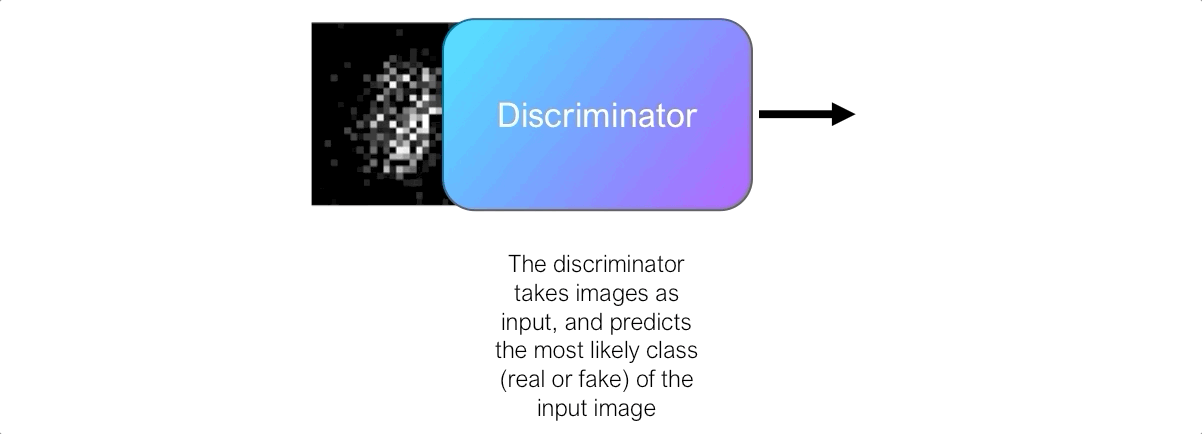 Discriminator
The discriminator
takes images as
input, and predicts
the most likely class
(real or fake) of the
input image